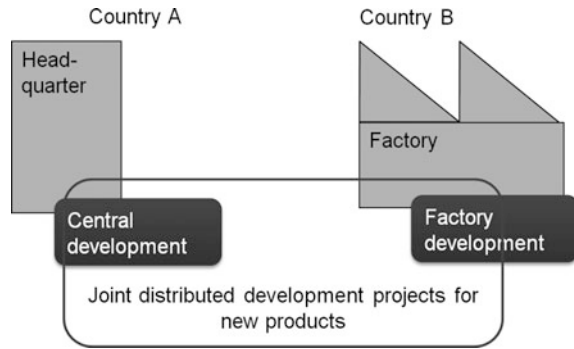 Country A
Country B
Head-
quarter
Factory
Central
development
Factory
development
Joint distributed development projects for
new products